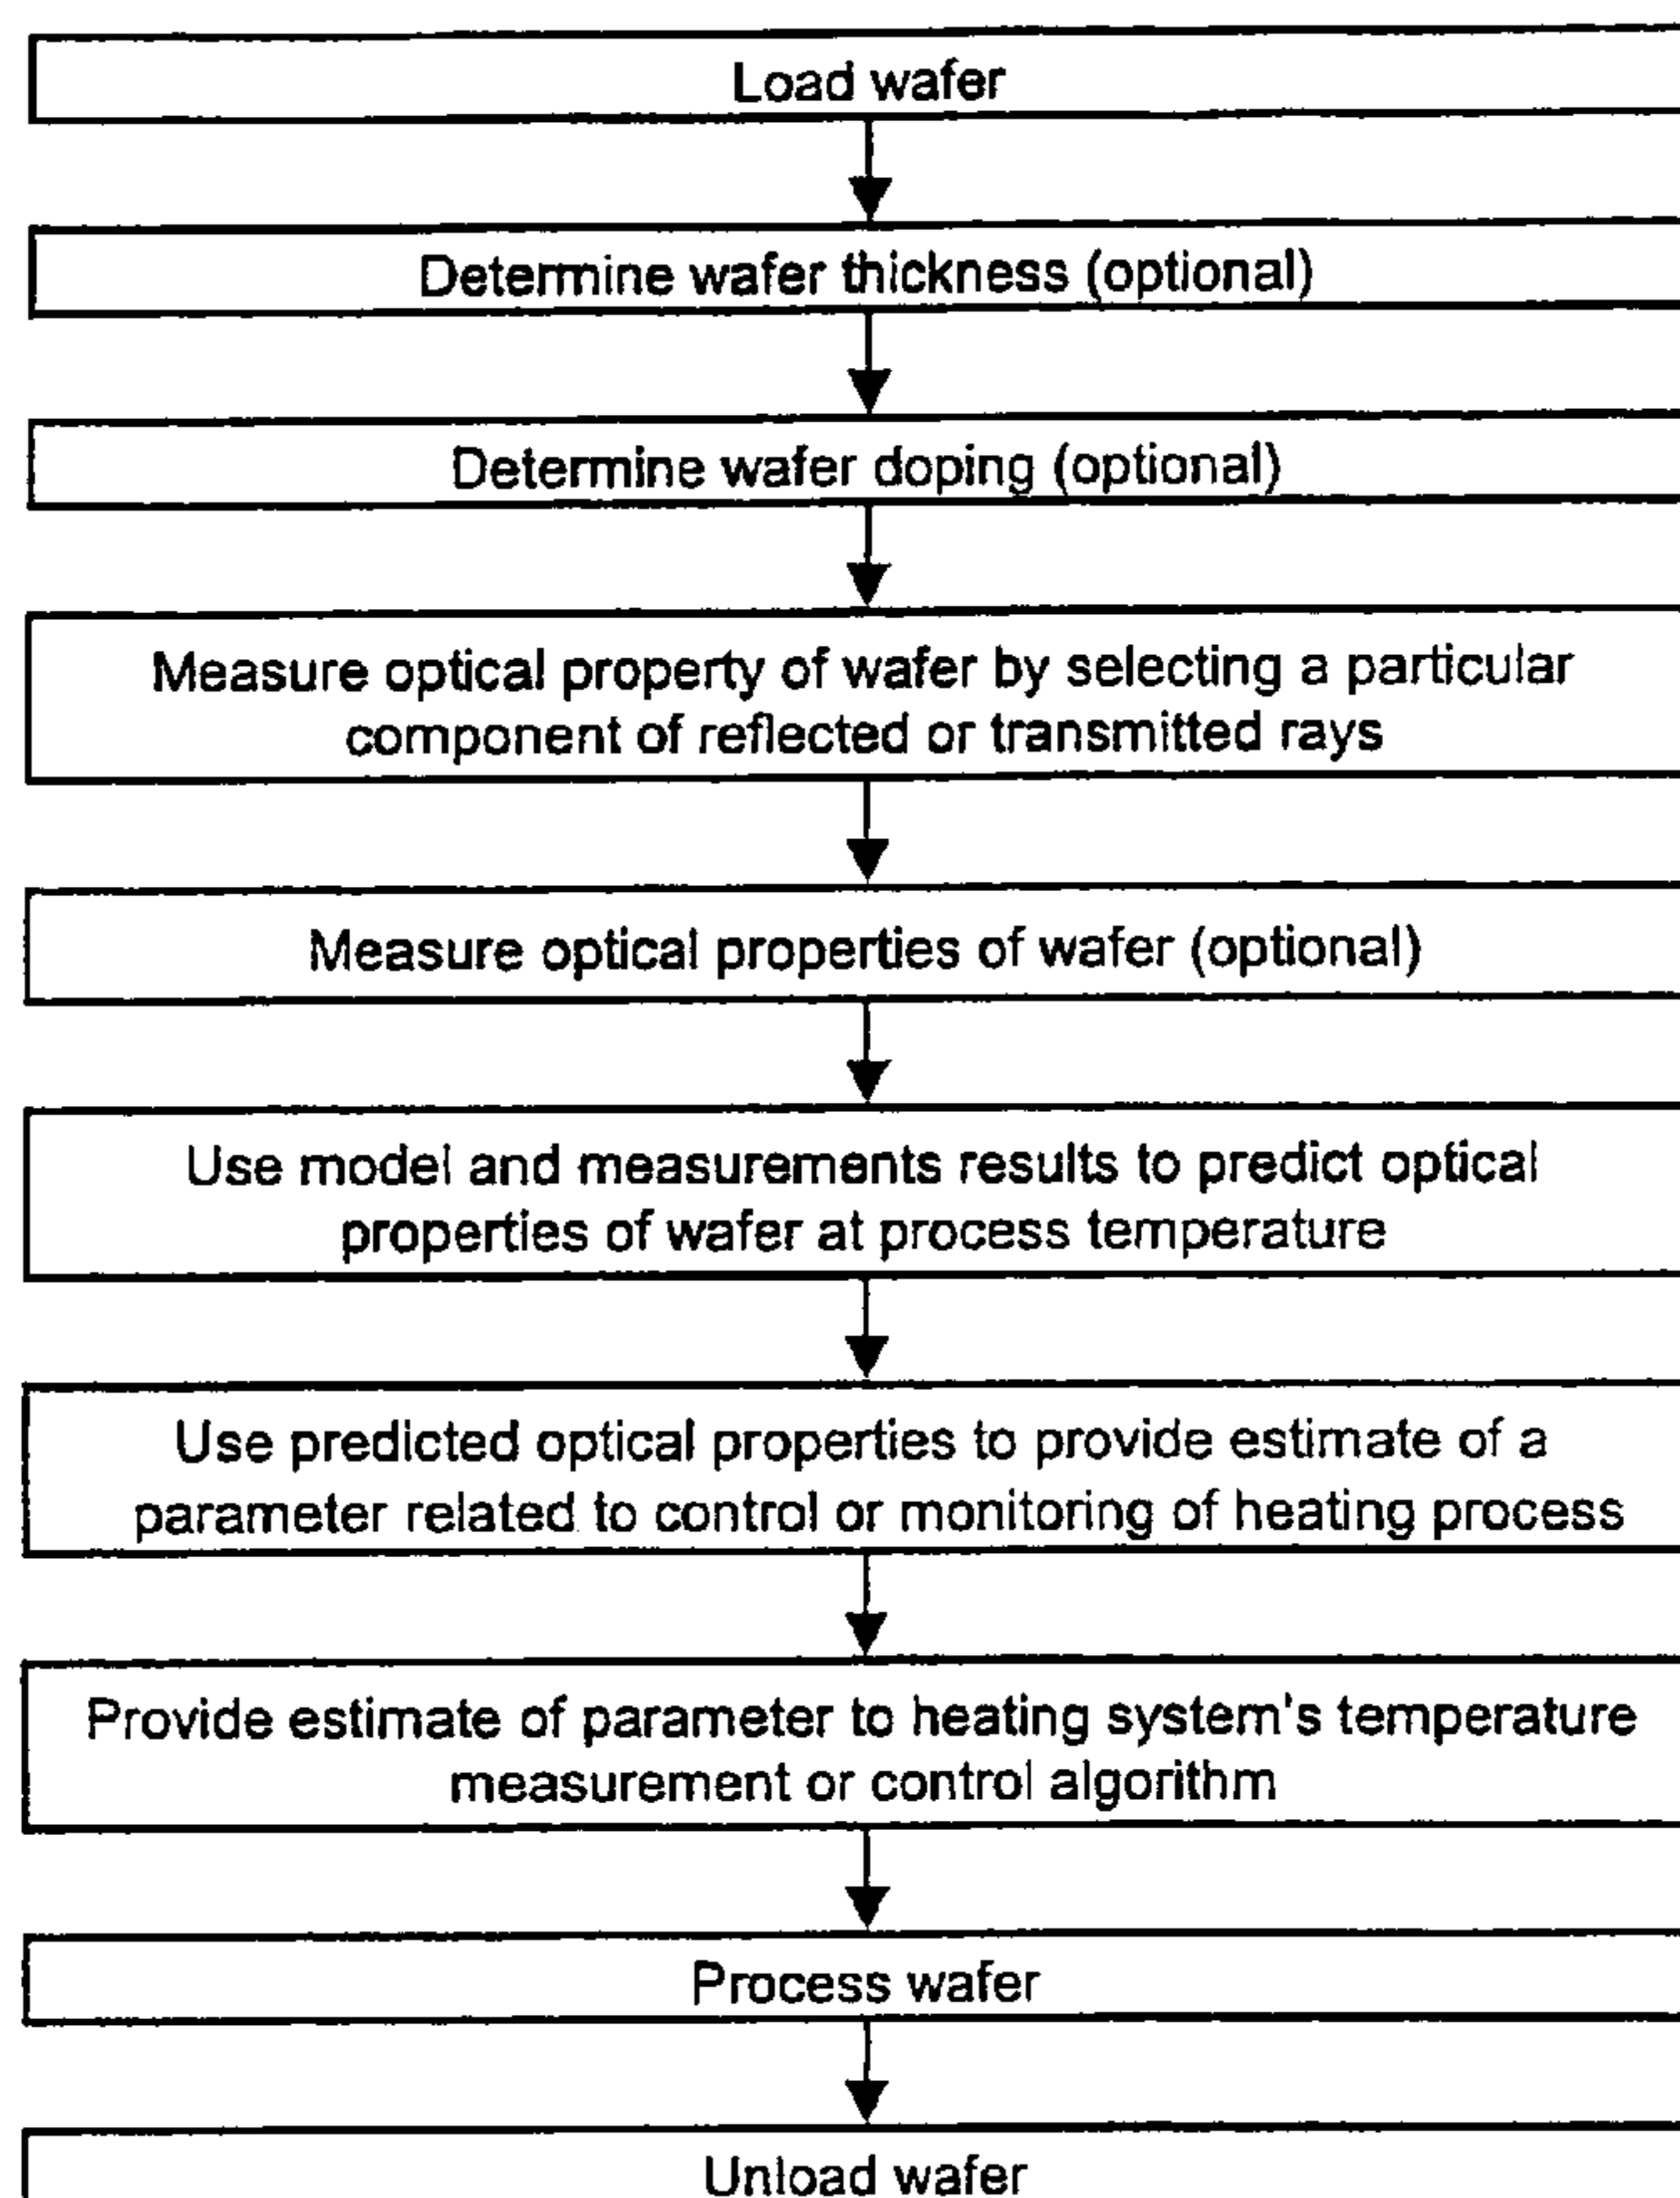 Load wafer
Determine wafer thickness (optional)
Determine wafer doping (optional)
Measure optical property of wafer by selecting a particular
component of reflected or transmitted rays
Measure optical properties of wafer (optional)
Use model and measurements results to predict optical
properties of wafer at process temperature
Use predicted optical properties to provide estimate of a
parameter related to control or monitoring of heating process
Provide estimate of parameter to heating system's temperature
measurement or control algorithm
Process wafer
Unload wafer